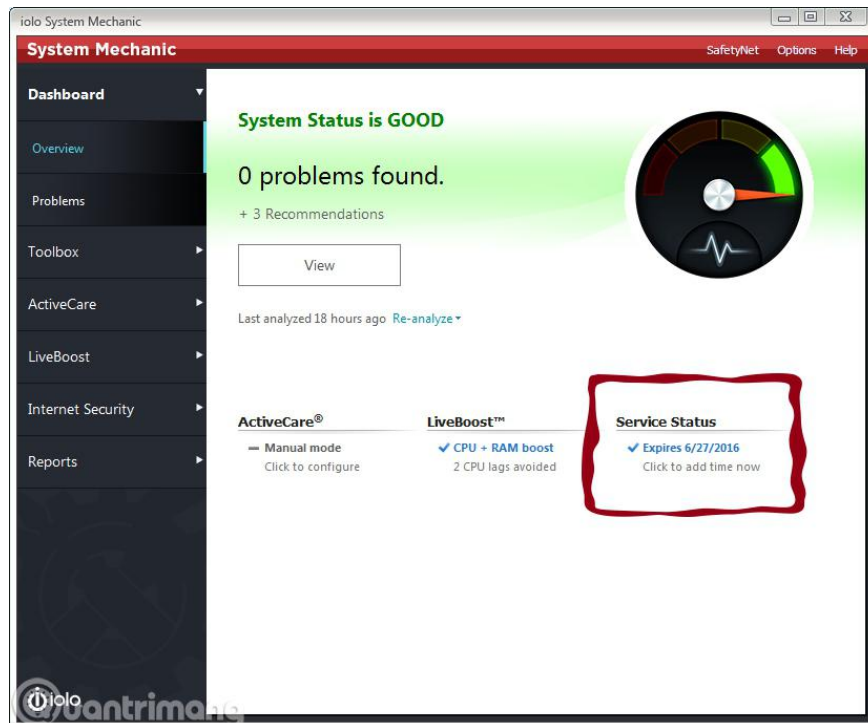 iolo System Mechanic
System Mechanic
SafetyNet Options Help
Dashboard
Overview
Problems
Toolbox
ActiveCare
LiveBoost
Internet Security
Reports
System Status is GOOD
0 problems found.
+ 3 Recommendations
View
Last analyzed 18 hours ago Re-analyze
ActiveCare®
Manual mode
Click to configure
LiveBoost™
CPU + RAM boost
2 CPU lags avoided
Service Status
Expires 6/27/2016
Click to add time now
iolo
Quantrimang